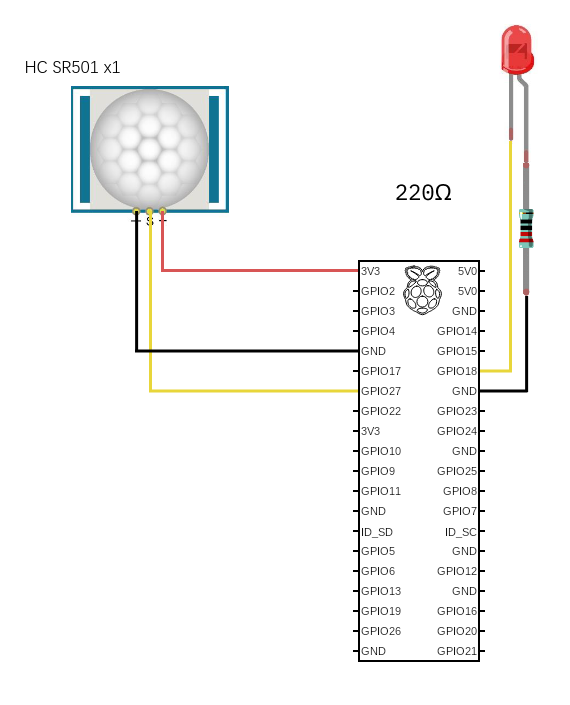 HC SR501 x1
220Ω
– S +
3V3 5V0
GPIO2 5V0
GPIO3 GND
GPIO4 GPIO14
GND GPIO15
GPIO17 GPIO18
GPIO27 GND
GPIO22 GPIO23
3V3 GPIO24
GPIO10 GND
GPIO9 GPIO25
GPIO11 GPIO8
GND GPIO7
ID_SD ID_SC
GPIO5 GND
GPIO6 GPIO12
GPIO13 GND
GPIO19 GPIO16
GPIO26 GPIO20
GND GPIO21